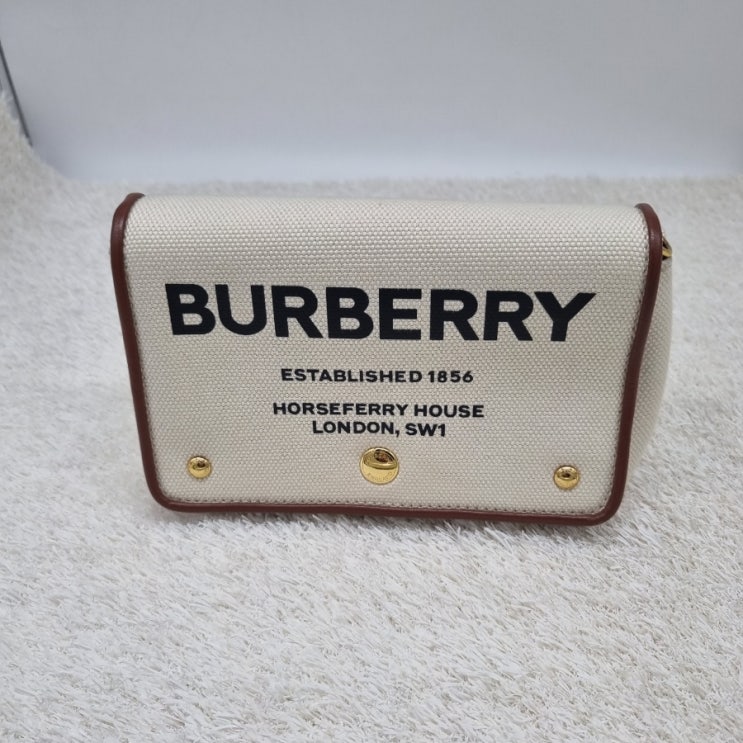 BURBERRY
ESTABLISHED 1856
HORSEFERRY HOUSE
LONDON, SW1